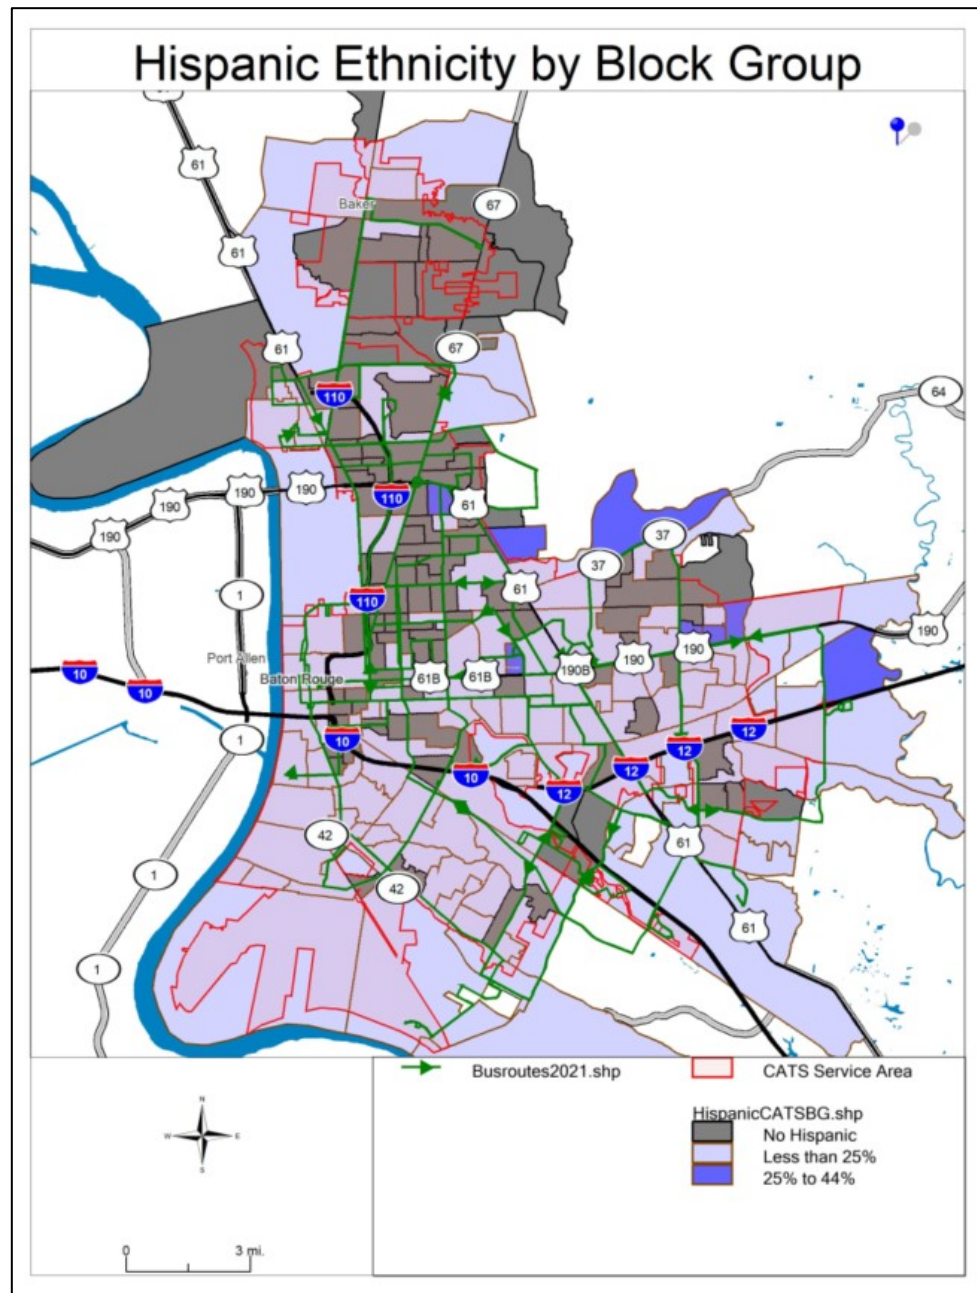 Hispanic Ethnicity by Block Group
61
Baker
67
61
61
67
110
64
190
190
190
190
110
61
190
37
37
1
110
61
190
Port Allen
Baton Rouge
10
10
61B
61B
190B
190
190
1
10
10
12
12
12
12
42
61
1
42
61
1
Busroutes2021.shp
CATS Service Area
HispanicCATSBG.shp
No Hispanic
Less than 25%
25% to 44%
N
W E
S
0 3 mi.